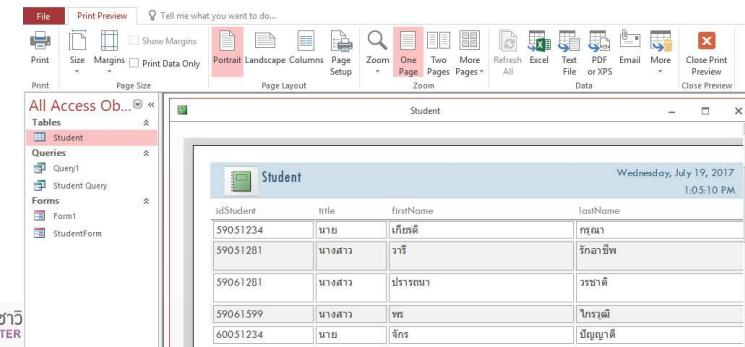 File Print Preview Tell me what you want to do...
Show Margins
Print Data Only
Print Size Margins Portrait Landscape Columns Page Setup Zoom One Page Two Pages More Pages Refresh All Excel Text File PDF or XPS Email More Close Print Preview
Print Page Size Page Layout Zoom Data Close Preview
All Access Ob...
Student
Tables
Student
Queries
Query1
Student Query
Forms
Form1
StudentForm
Student
Wednesday, July 19, 2017
1:05:10 PM
idStudent title firstName lastName
59051234 นาย เกียรติ กรุณา
59051281 นางสาว วารี รักอาชีพ
59061281 นางสาว ปรารถนา วรชาติ
59061599 นางสาว พร ไกรวุฒิ
60051234 นาย จักร ปัญญาดี
ชาวิ
TER